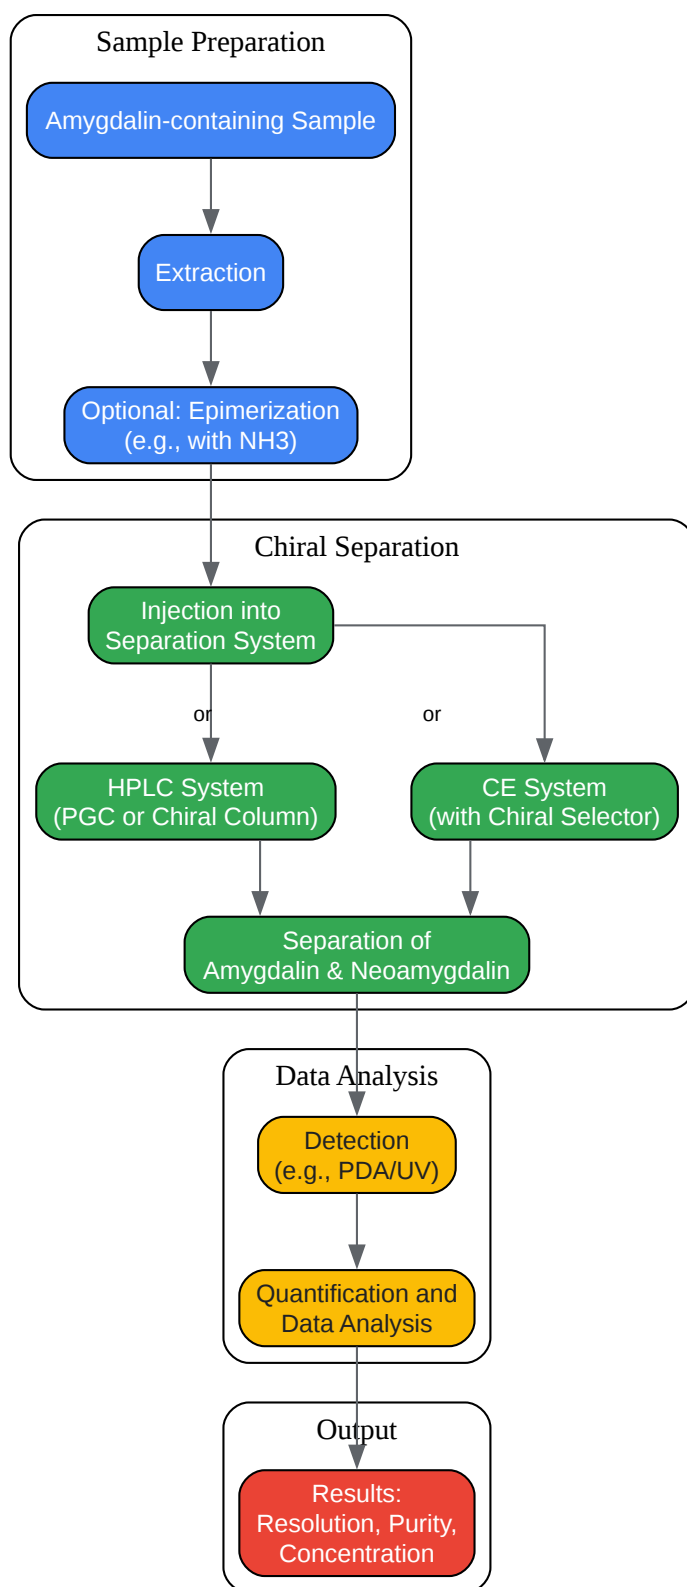 Sample Preparation
Amygdalin-containing Sample
Extraction
Optional: Epimerization
(e.g., with NH3)
Chiral Separation
Injection into
Separation System
or
or
HPLC System
(PGC or Chiral Column)
CE System
(with Chiral Selector)
Separation of
Amygdalin & Neoamygdalin
Data Analysis
Detection
(e.g., PDA/UV)
Quantification and
Data Analysis
Output
Results:
Resolution, Purity,
Concentration